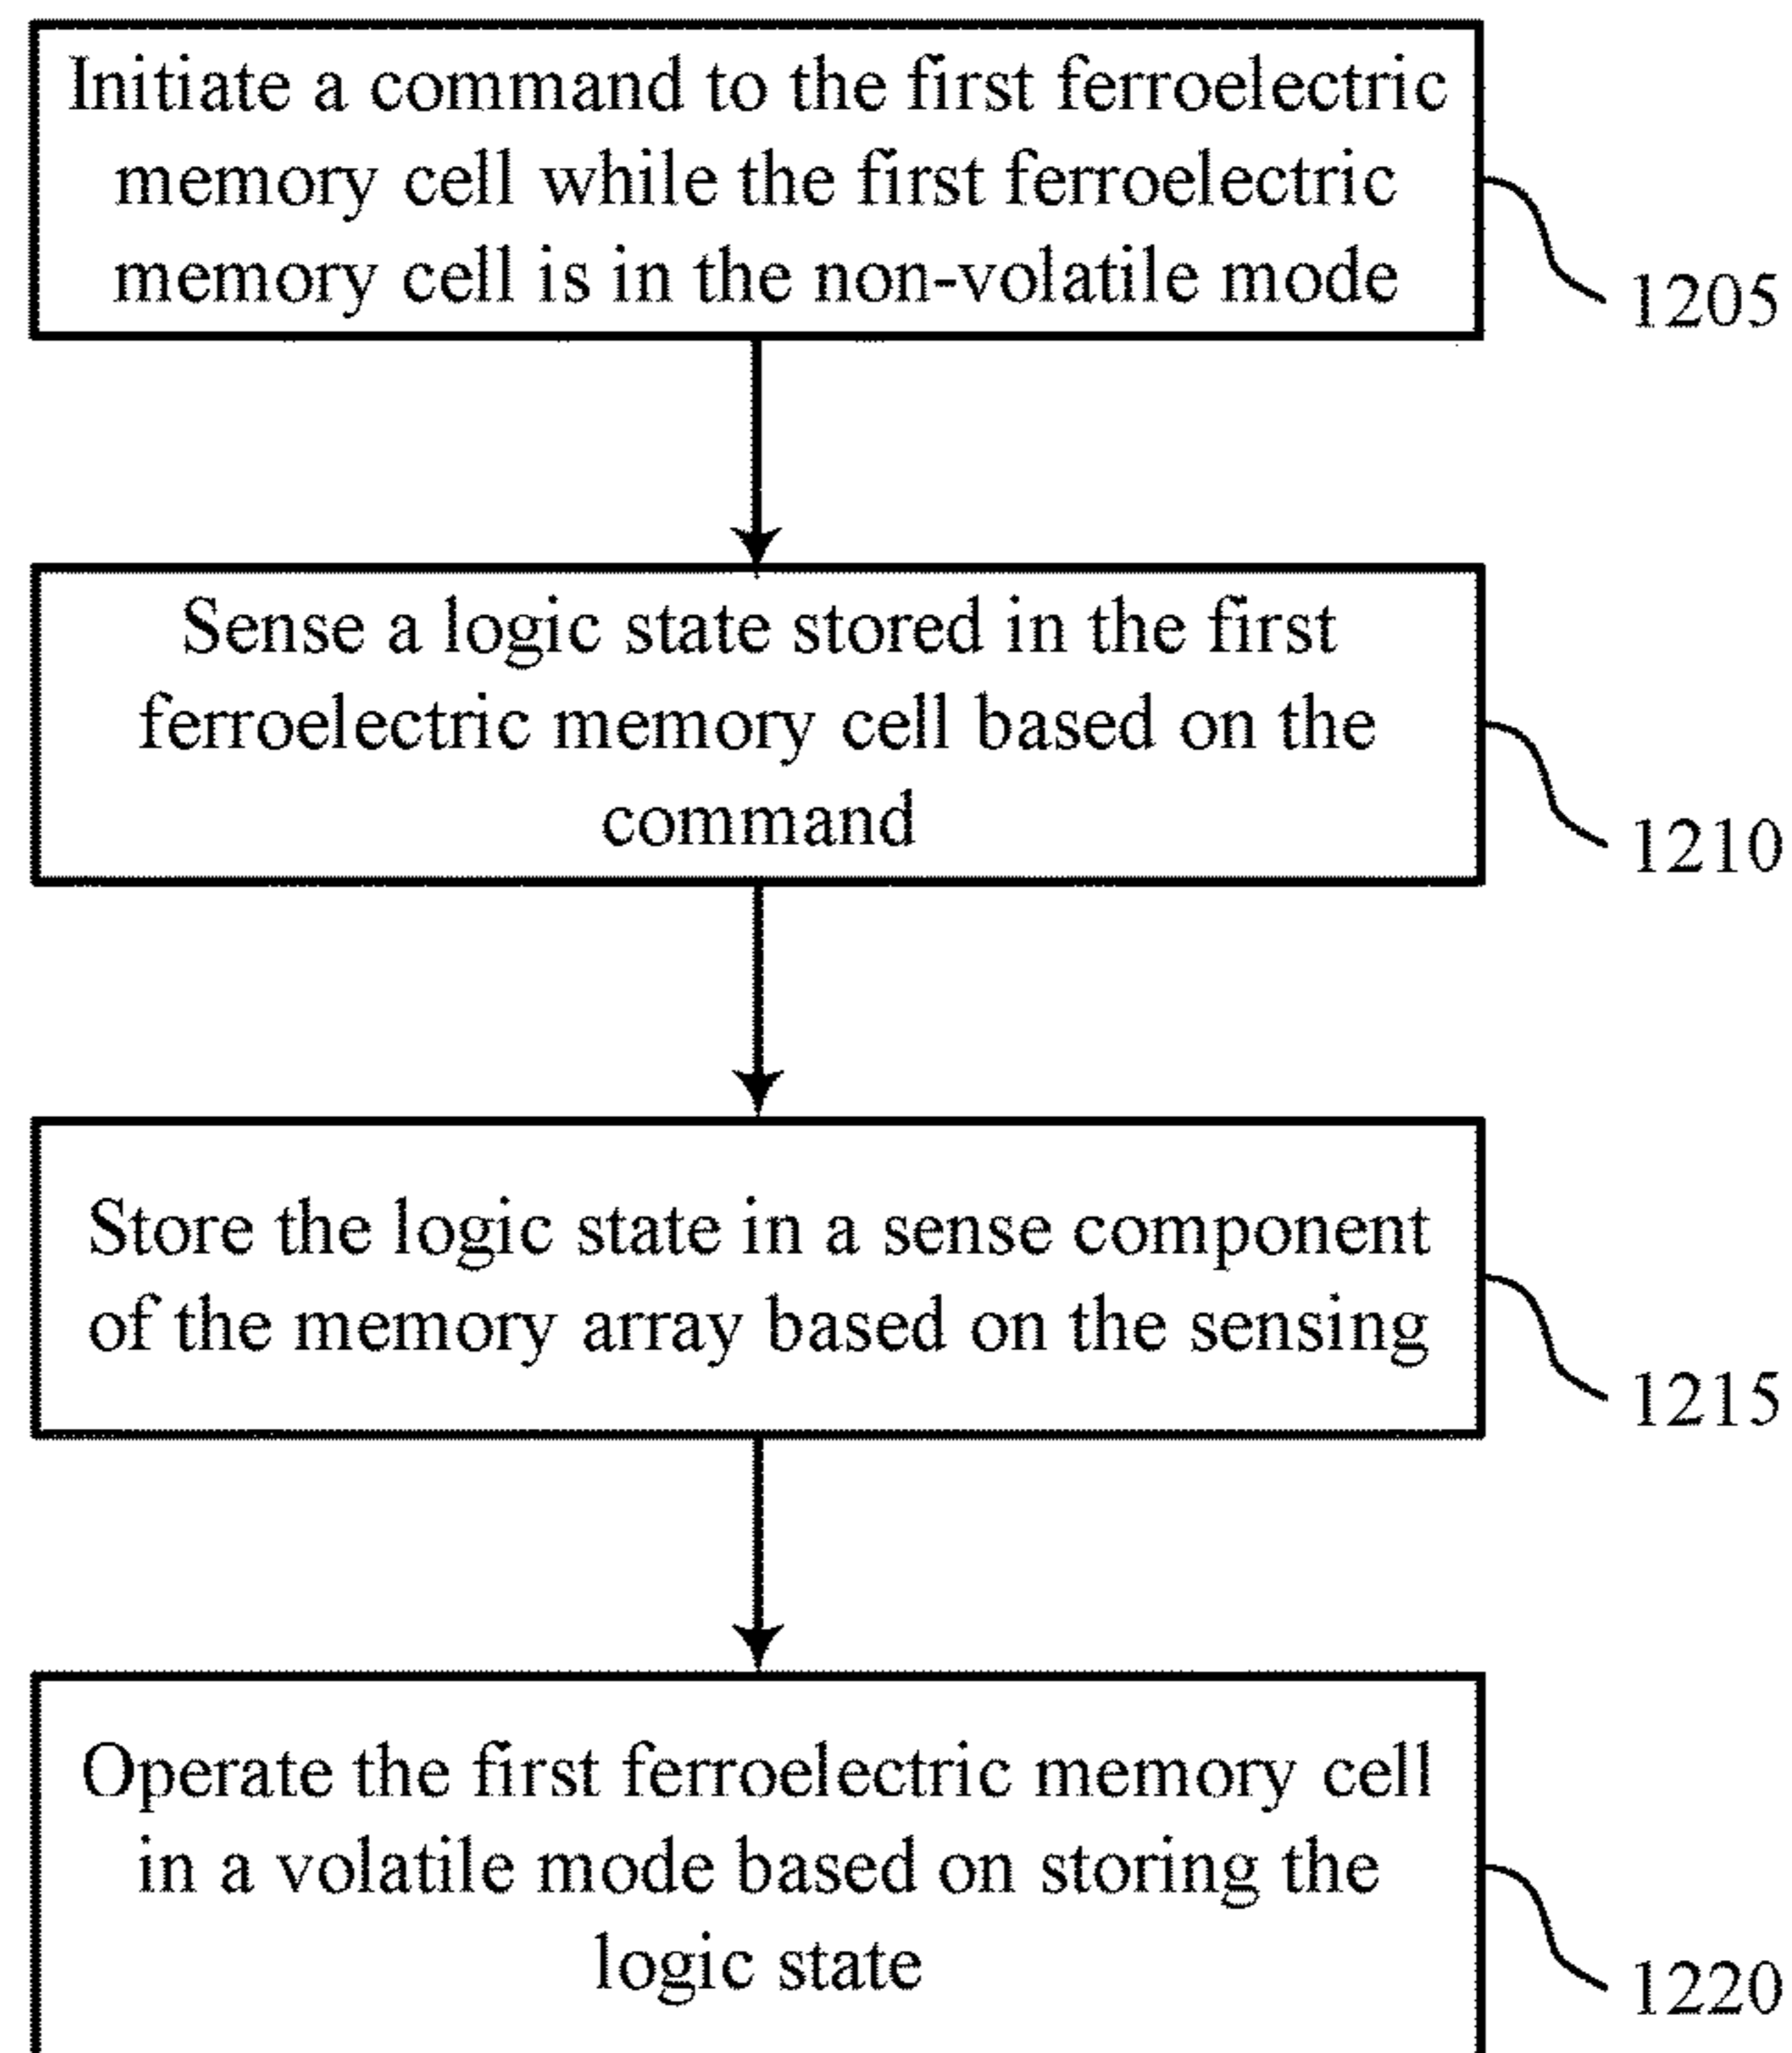 Initiate a command to the first ferroelectric
memory cell while the first ferroelectric
memory cell is in the non-volatile mode
1205
Sense a logic state stored in the first
ferroelectric memory cell based on the
command
1210
Store the logic state in a sense component
of the memory array based on the sensing
1215
Operate the first ferroelectric memory cell
in a volatile mode based on storing the
logic state
1220